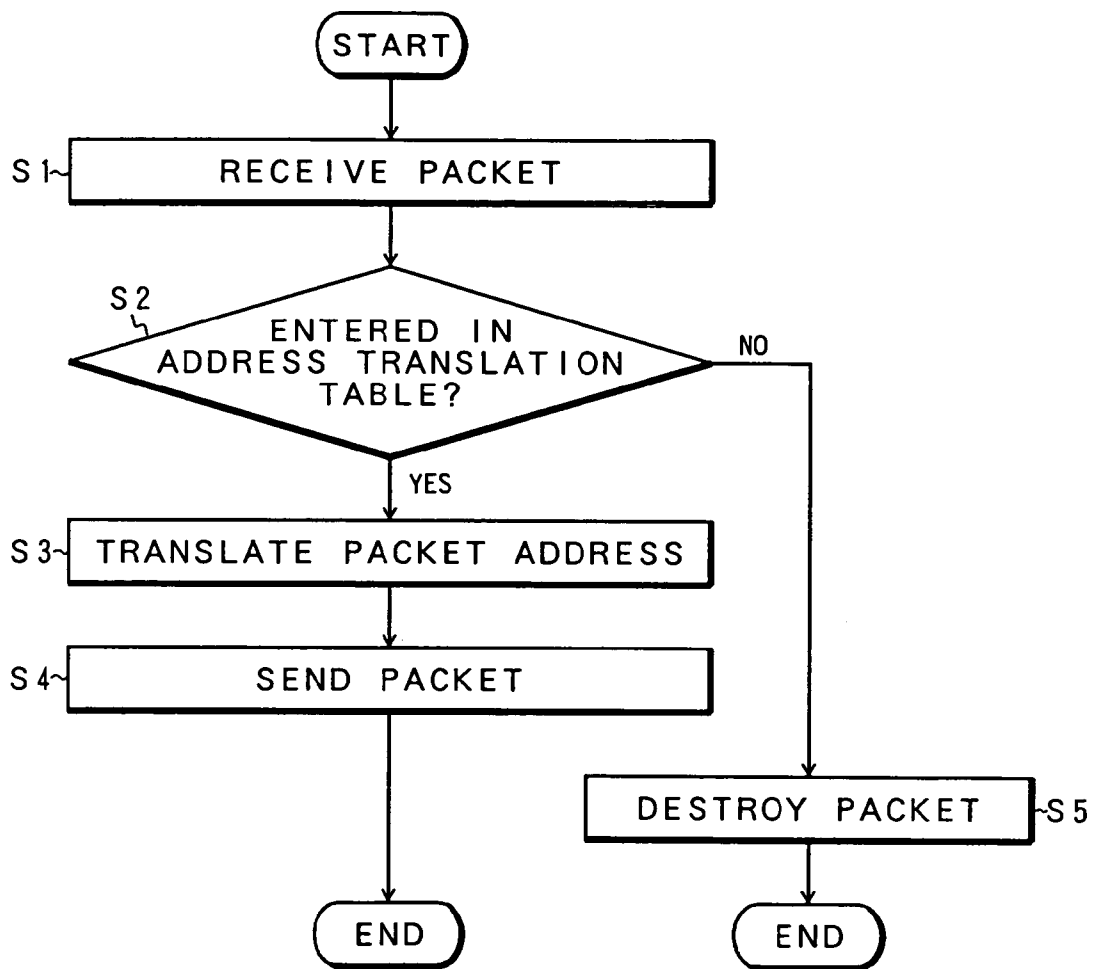 START
S1
RECEIVE PACKET
S2
ENTERED IN
ADDRESS TRANSLATION
TABLE?
NO
YES
S3
TRANSLATE PACKET ADDRESS
S4
SEND PACKET
DESTROY PACKET
S5
END
END